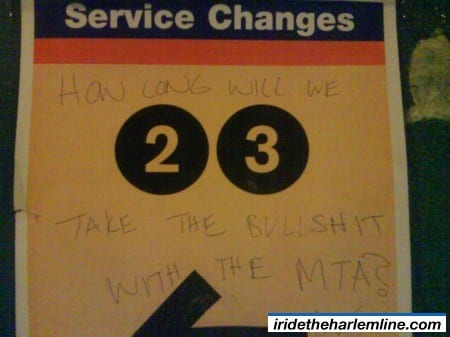 Service Changes
HOW LONG WILL WE
2 3
TAKE THE BULLSHIT
WITH THE MTA?
iridetheharlemline.com